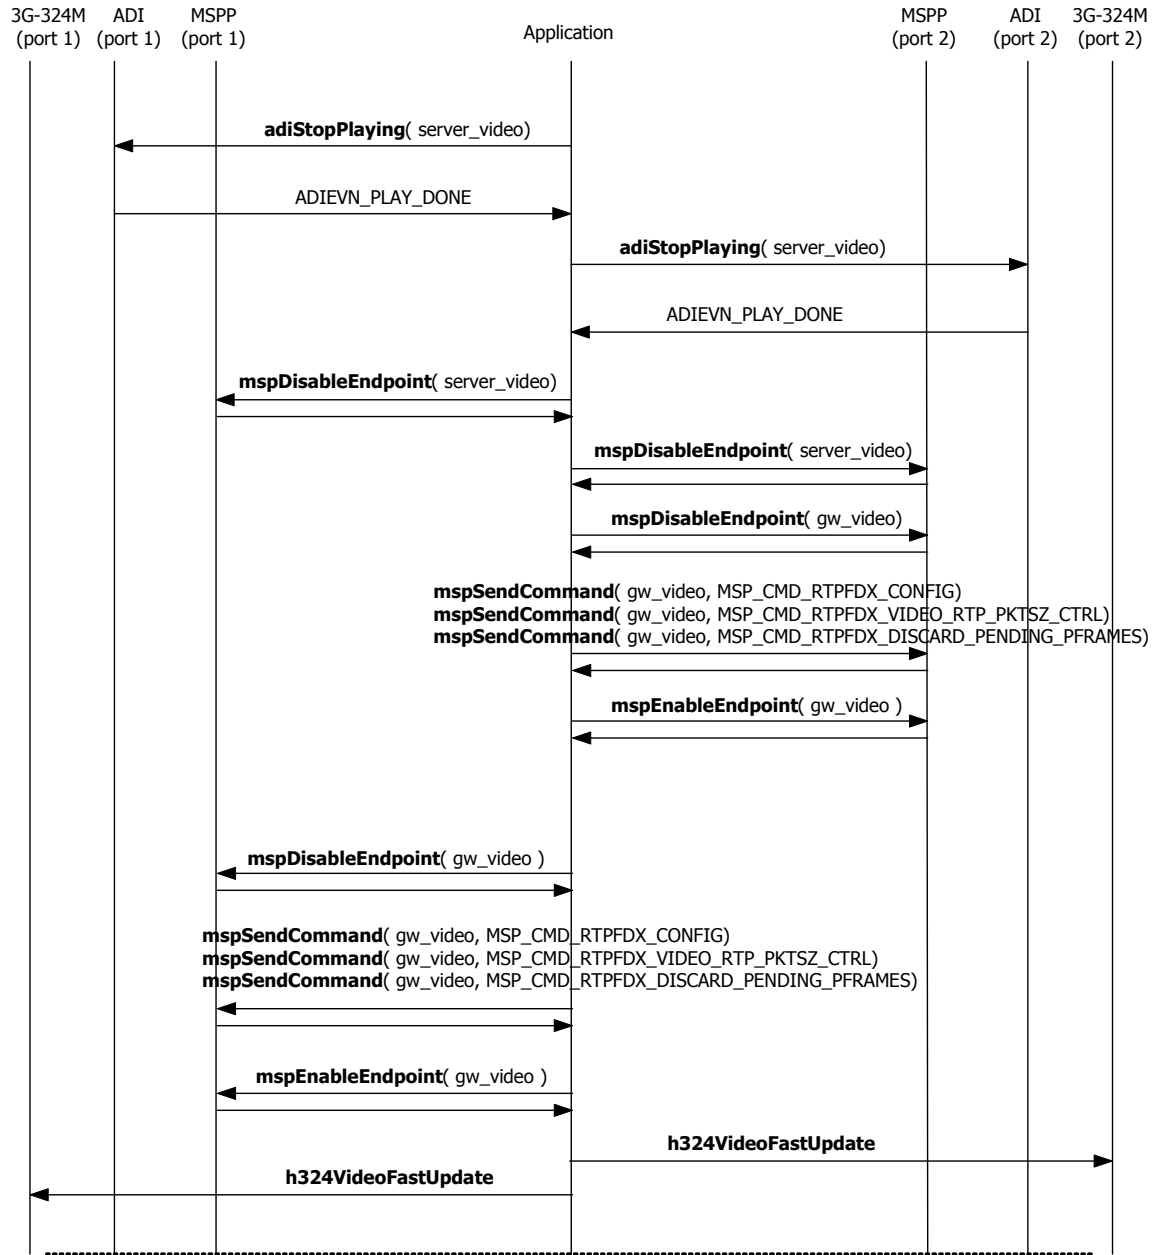 3G-324M ADI MSPP Application MSPP ADI 3G-324M
(port 1) (port 1) (port 1) (port 2) (port 2) (port 2)
adiStopPlaying( server_video)
ADIEVN_PLAY_DONE
adiStopPlaying( server_video)
ADIEVN_PLAY_DONE
mspDisableEndpoint( server_video)
mspDisableEndpoint( server_video)
mspDisableEndpoint( gw_video)
mspSendCommand( gw_video, MSP_CMD_RTPFDX_CONFIG)
mspSendCommand( gw_video, MSP_CMD_RTPFDX_VIDEO_RTP_PKTSZ_CTRL)
mspSendCommand( gw_video, MSP_CMD_RTPFDX_DISCARD_PENDING_PFRAMES)
mspEnableEndpoint( gw_video )
mspDisableEndpoint( gw_video )
mspSendCommand( gw_video, MSP_CMD_RTPFDX_CONFIG)
mspSendCommand( gw_video, MSP_CMD_RTPFDX_VIDEO_RTP_PKTSZ_CTRL)
mspSendCommand( gw_video, MSP_CMD_RTPFDX_DISCARD_PENDING_PFRAMES)
mspEnableEndpoint( gw_video )
h324VideoFastUpdate
h324VideoFastUpdate